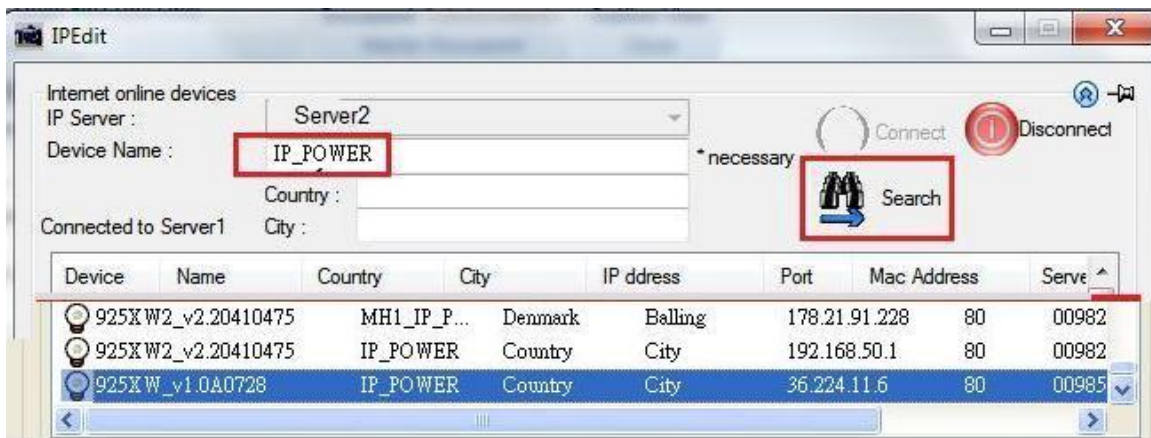 IPEdit
Internet online devices
IP Server : Server2
Connect Disconnect
Device Name : IP_POWER * necessary
Search
Country :
Connected to Server1 City :
Device Name Country City IP ddress Port Mac Address Serve
925XW2_v2.20410475 MH1_IP_P... Denmark Balling 178.21.91.228 80 00982
925XW2_v2.20410475 IP_POWER Country City 192.168.50.1 80 00982
925XW_v1.0A0728 IP_POWER Country City 36.224.11.6 80 00985